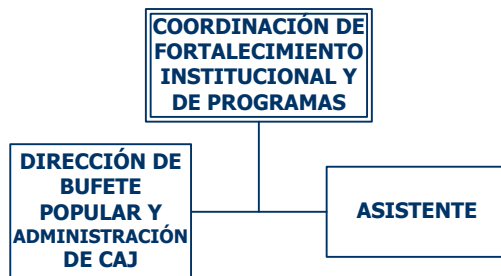 COORDINACIÓN DE
FORTALECIMIENTO
INSTITUCIONAL Y
DE PROGRAMAS
DIRECCIÓN DE
BUFETE
POPULAR Y
ADMINISTRACIÓN
DE CAJ
ASISTENTE